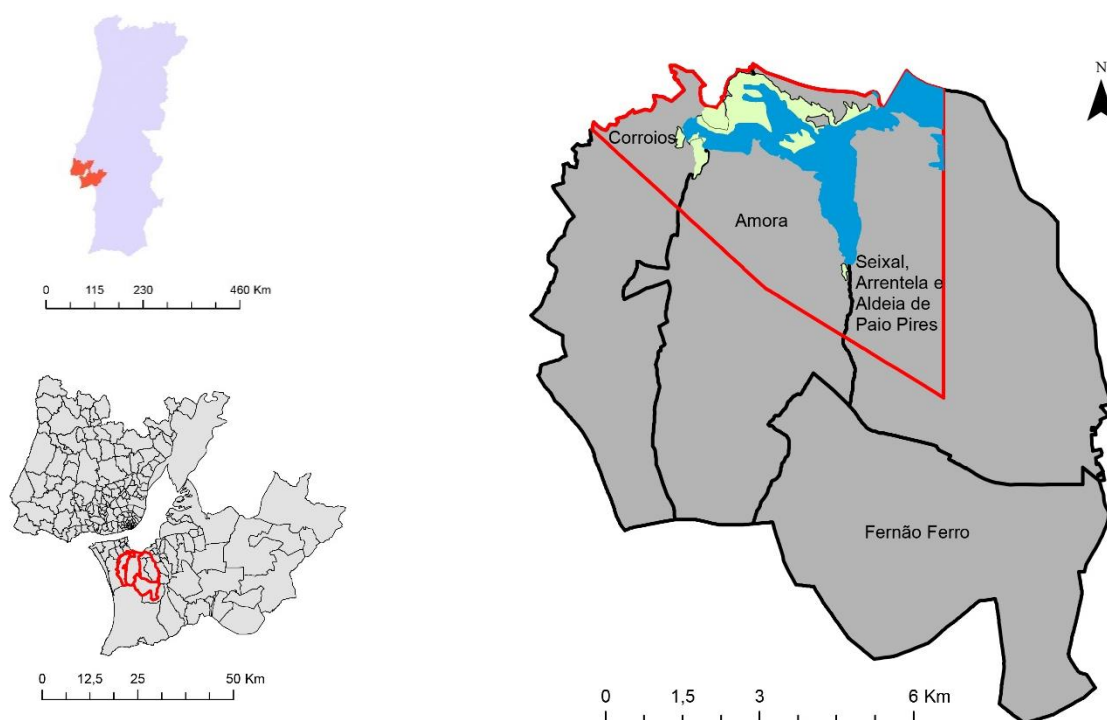 0 115 230 460 Km
0 12,5 25 50 Km
N
Corroios
Amora
Seixal,
Arrentela e
Aldeia de
Paio Pires
Fernão Ferro
0 1,5 3 6 Km